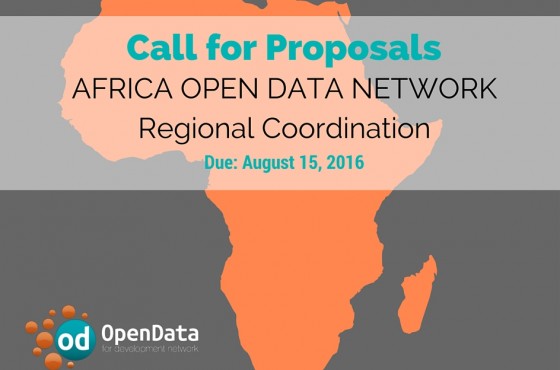 Call for Proposals
AFRICA OPEN DATA NETWORK
Regional Coordination
Due: August 15, 2016
od
OpenData
for development network